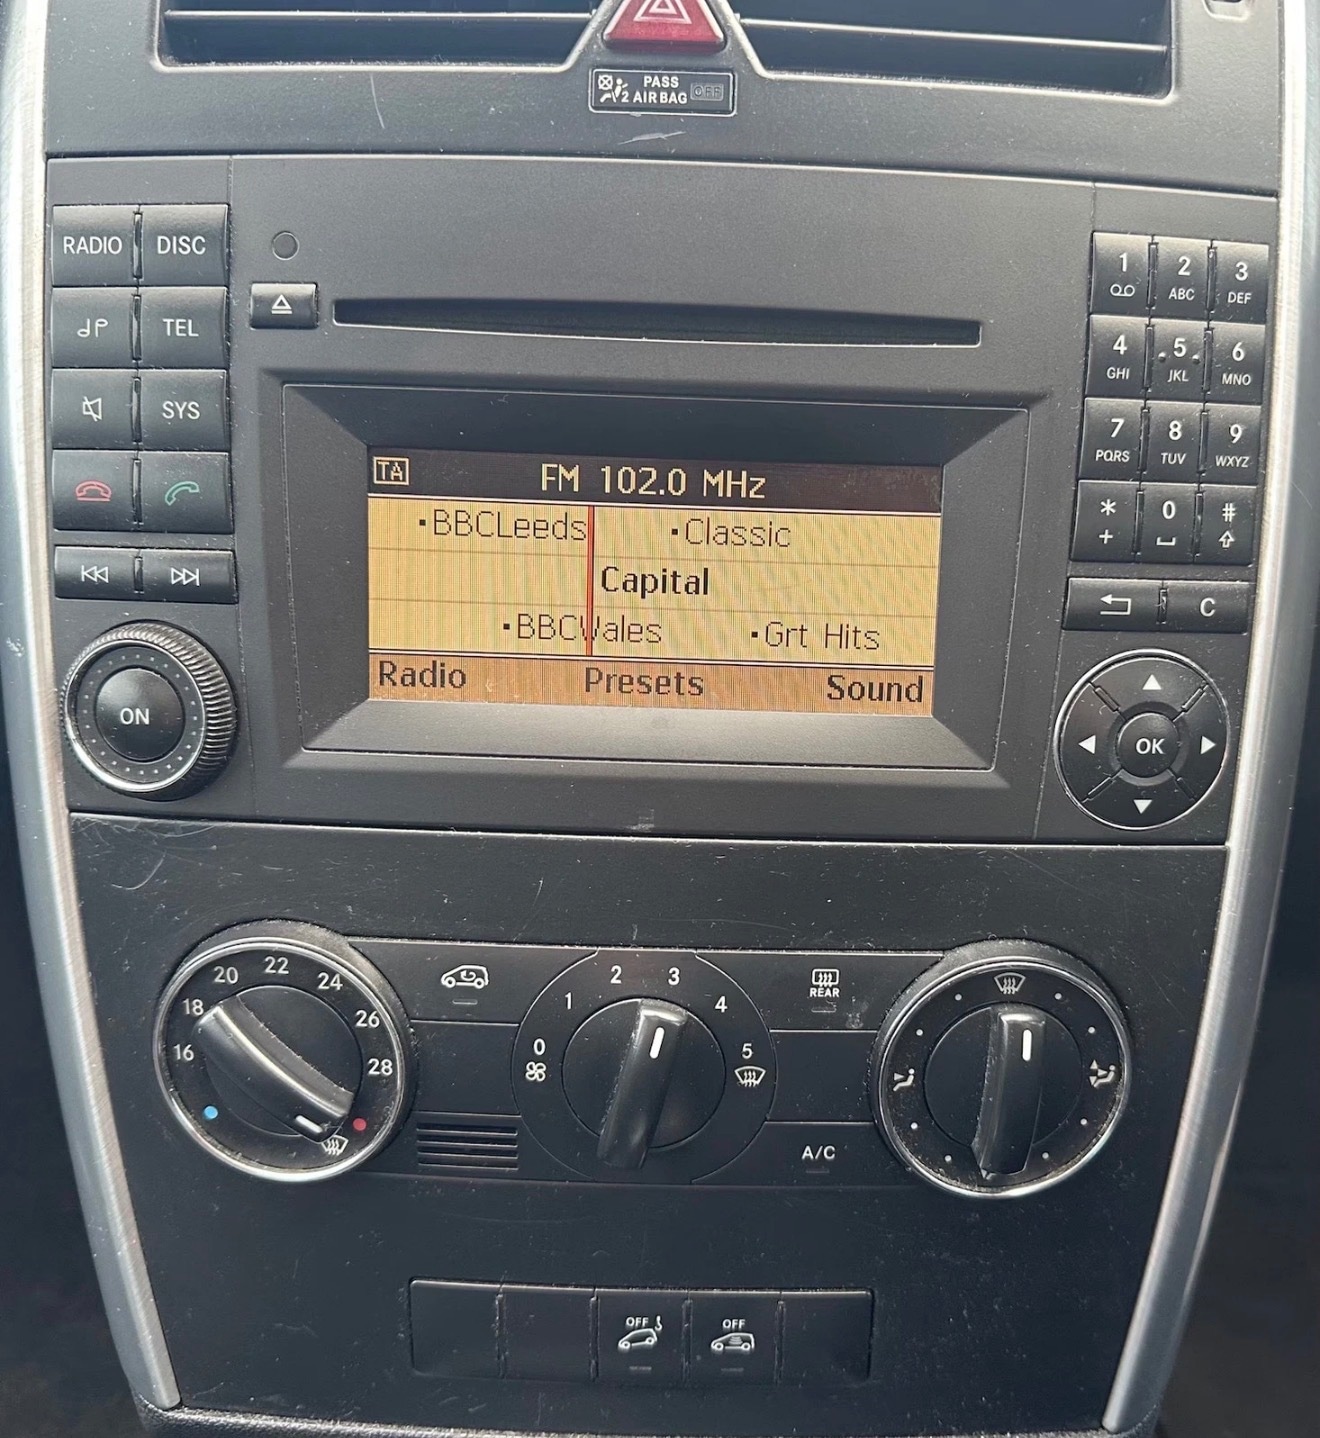 PASS
2 AIRBAG OFF
RADIO DISC
TEL
SYS
ON
1
2 ABC
3 DEF
4 GHI
5 JKL
6 MNO
7 PQRS
8 TUV
9 WXYZ
* +
0
#
C
OK
TA FM 102.0 MHz
BBCLeeds Classic
Capital
BBCWales Grt Hits
Radio Presets Sound
16 18 20 22 24 26 28
0 1 2 3 4 5
REAR
A/C
OFF OFF